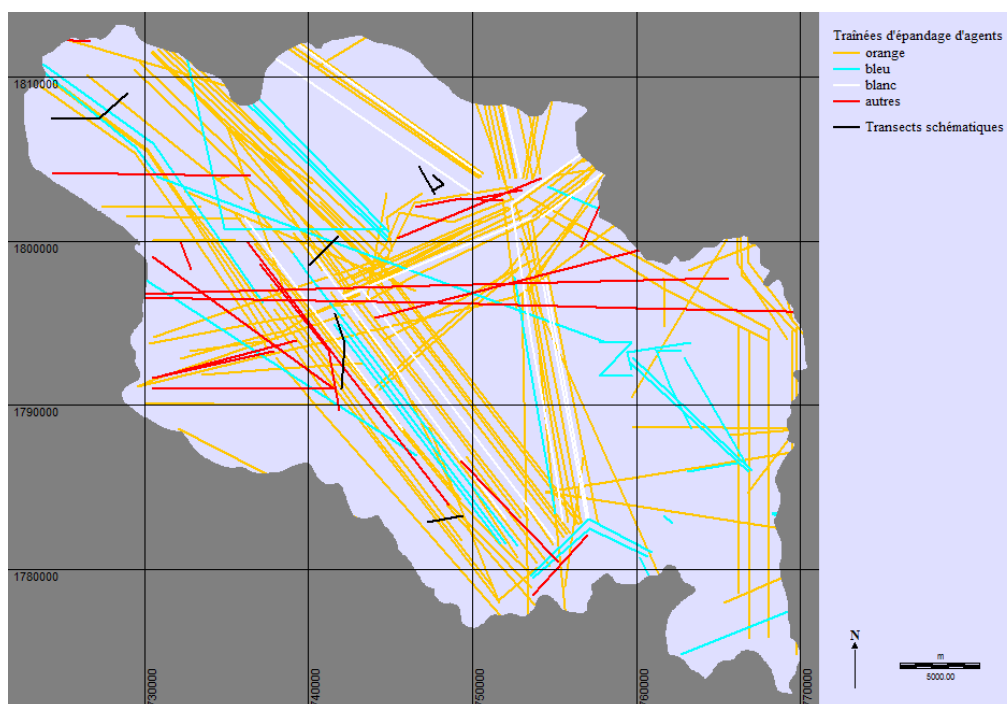 Traînées d'épandage d'agents
orange
bleu
blanc
autres
Transects schématiques
1810000
1800000
1790000
1780000
730000
740000
750000
760000
770000
N
m
5000.00